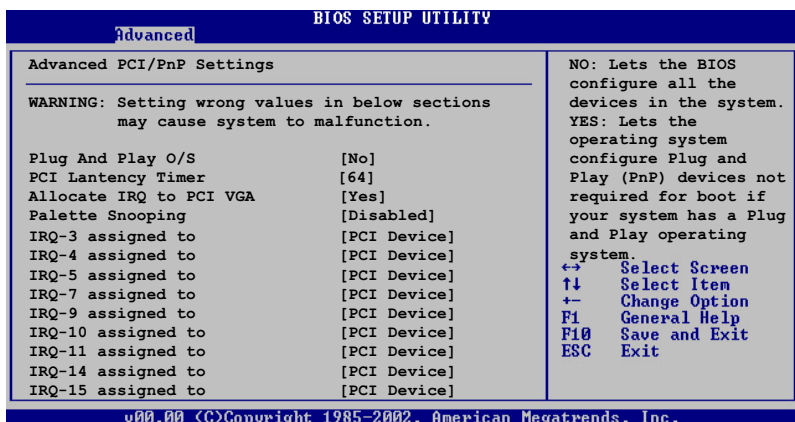 BIOS SETUP UTILITY
Advanced
Advanced PCI/PnP Settings
WARNING: Setting wrong values in below sections
may cause system to malfunction.
Plug And Play O/S [No]
PCI Lantency Timer [64]
Allocate IRQ to PCI VGA [Yes]
Palette Snooping [Disabled]
IRQ-3 assigned to [PCI Device]
IRQ-4 assigned to [PCI Device]
IRQ-5 assigned to [PCI Device]
IRQ-7 assigned to [PCI Device]
IRQ-9 assigned to [PCI Device]
IRQ-10 assigned to [PCI Device]
IRQ-11 assigned to [PCI Device]
IRQ-14 assigned to [PCI Device]
IRQ-15 assigned to [PCI Device]
NO: Lets the BIOS
configure all the
devices in the system.
YES: Lets the
operating system
configure Plug and
Play (PnP) devices not
required for boot if
your system has a Plug
and Play operating
system.
←→ Select Screen
↑↓ Select Item
+- Change Option
F1 General Help
F10 Save and Exit
ESC Exit
v00.00 (C)Copyright 1985-2002, American Megatrends, Inc.